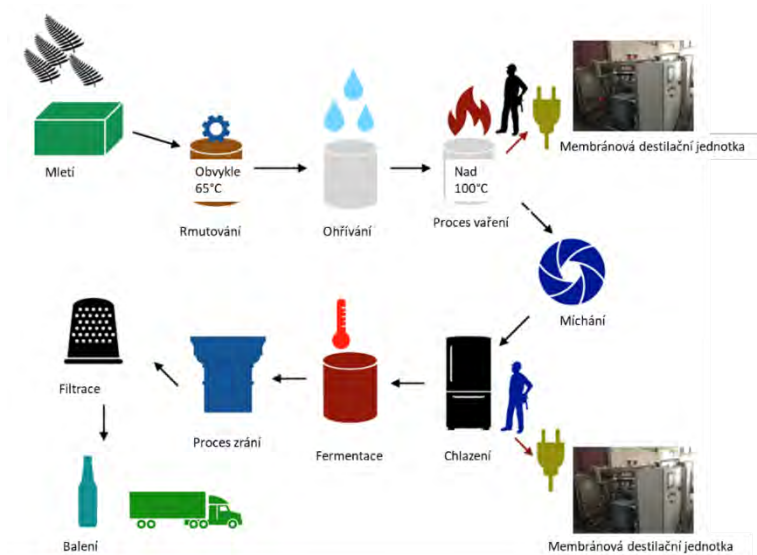 Mletí
Obvykle
65°C
Rmutování
Ohřívání
Nad
100°C
Proces vaření
Membránová destilační jednotka
Míchání
Chlazení
Membránová destilační jednotka
Fermentace
Proces zrání
Filtrace
Balení